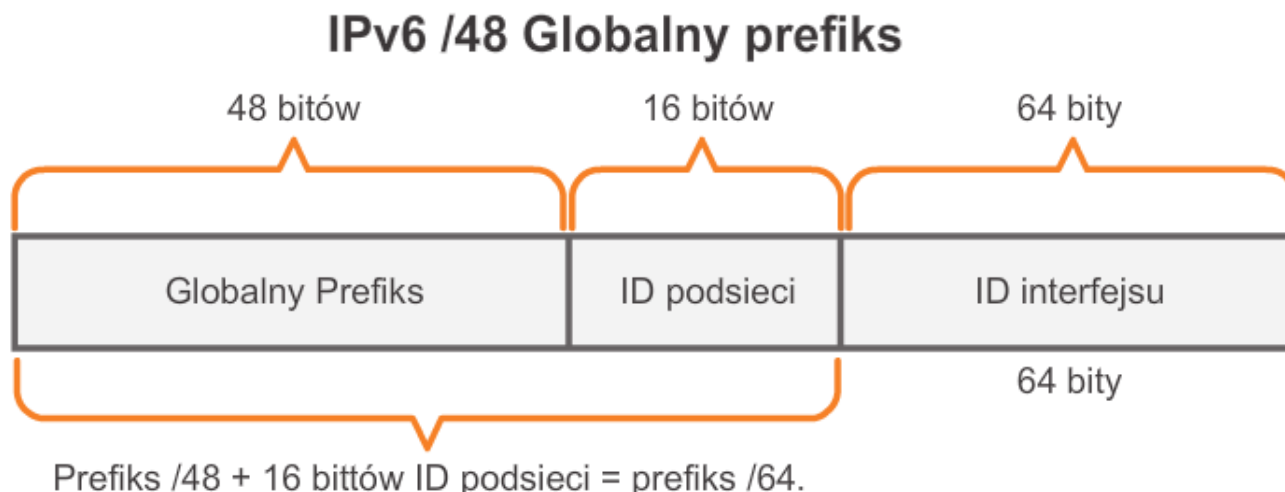 IPv6 /48 Globalny prefiks
48 bitów 16 bitów 64 bity
Globalny Prefiks ID podsieci ID interfejsu
64 bity
Prefiks /48 + 16 bittów ID podsieci = prefiks /64.